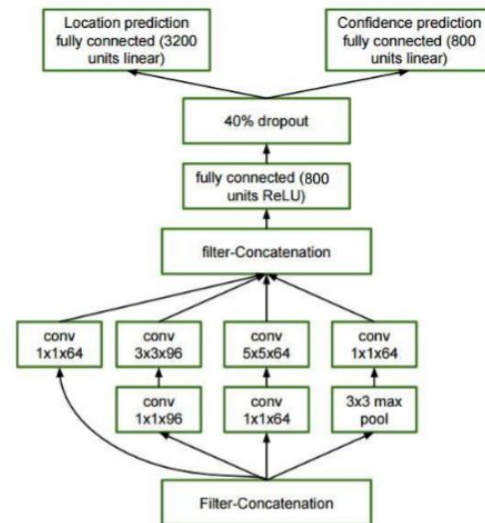 Location prediction
fully connected (3200
units linear)
Confidence prediction
fully connected (800
units linear)
40% dropout
fully connected (800
units ReLU)
filter-Concatenation
conv
1x1x64
conv
3x3x96
conv
5x5x64
conv
1x1x64
conv
1x1x96
conv
1x1x64
3x3 max
pool
Filter-Concatenation